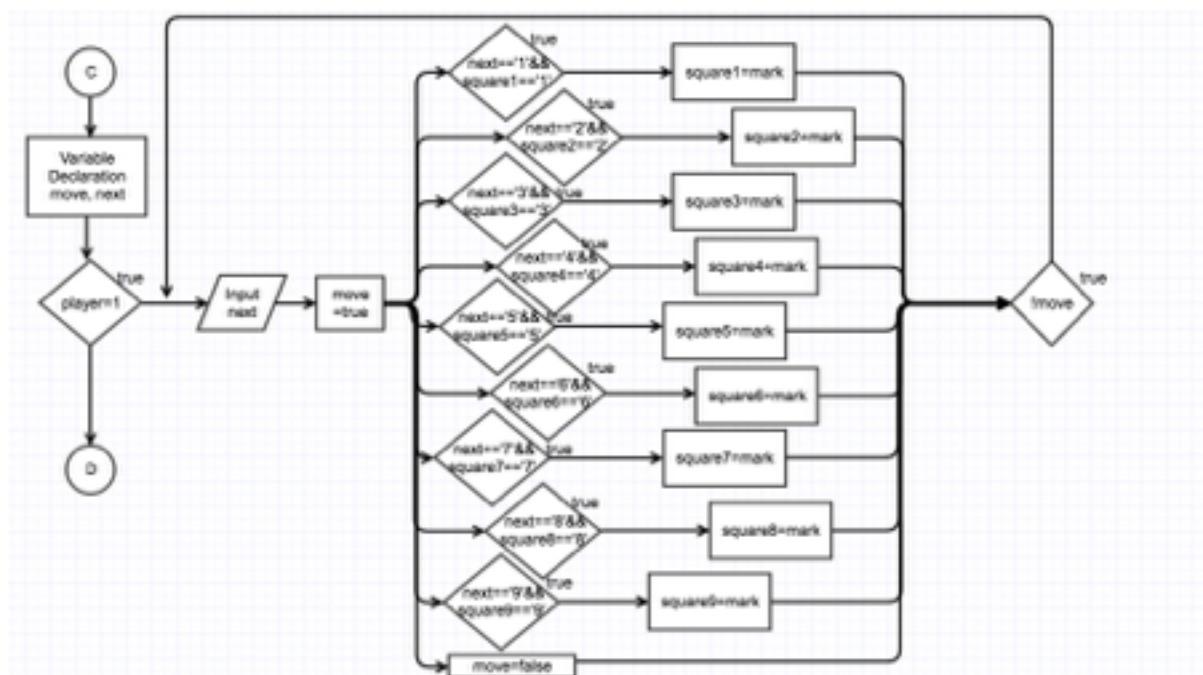 C
Variable
Declaration
move, next
true
player=1
D
Input
next
move
=true
true
next=='1'&&
square1=='1'
square1=mark
true
next=='2'&&
square2=='2'
square2=mark
next=='3'&&
true
square3=='3'
square3=mark
true
next=='4'&&
square4=='4'
square4=mark
next=='5'&&
true
square5=='5'
square5=mark
true
next=='6'&&
square6=='6'
square6=mark
next=='7'&&
true
square7=='7'
square7=mark
true
next=='8'&&
square8=='8'
square8=mark
true
next=='9'&&
square9=='9'
square9=mark
move=false
true
!move